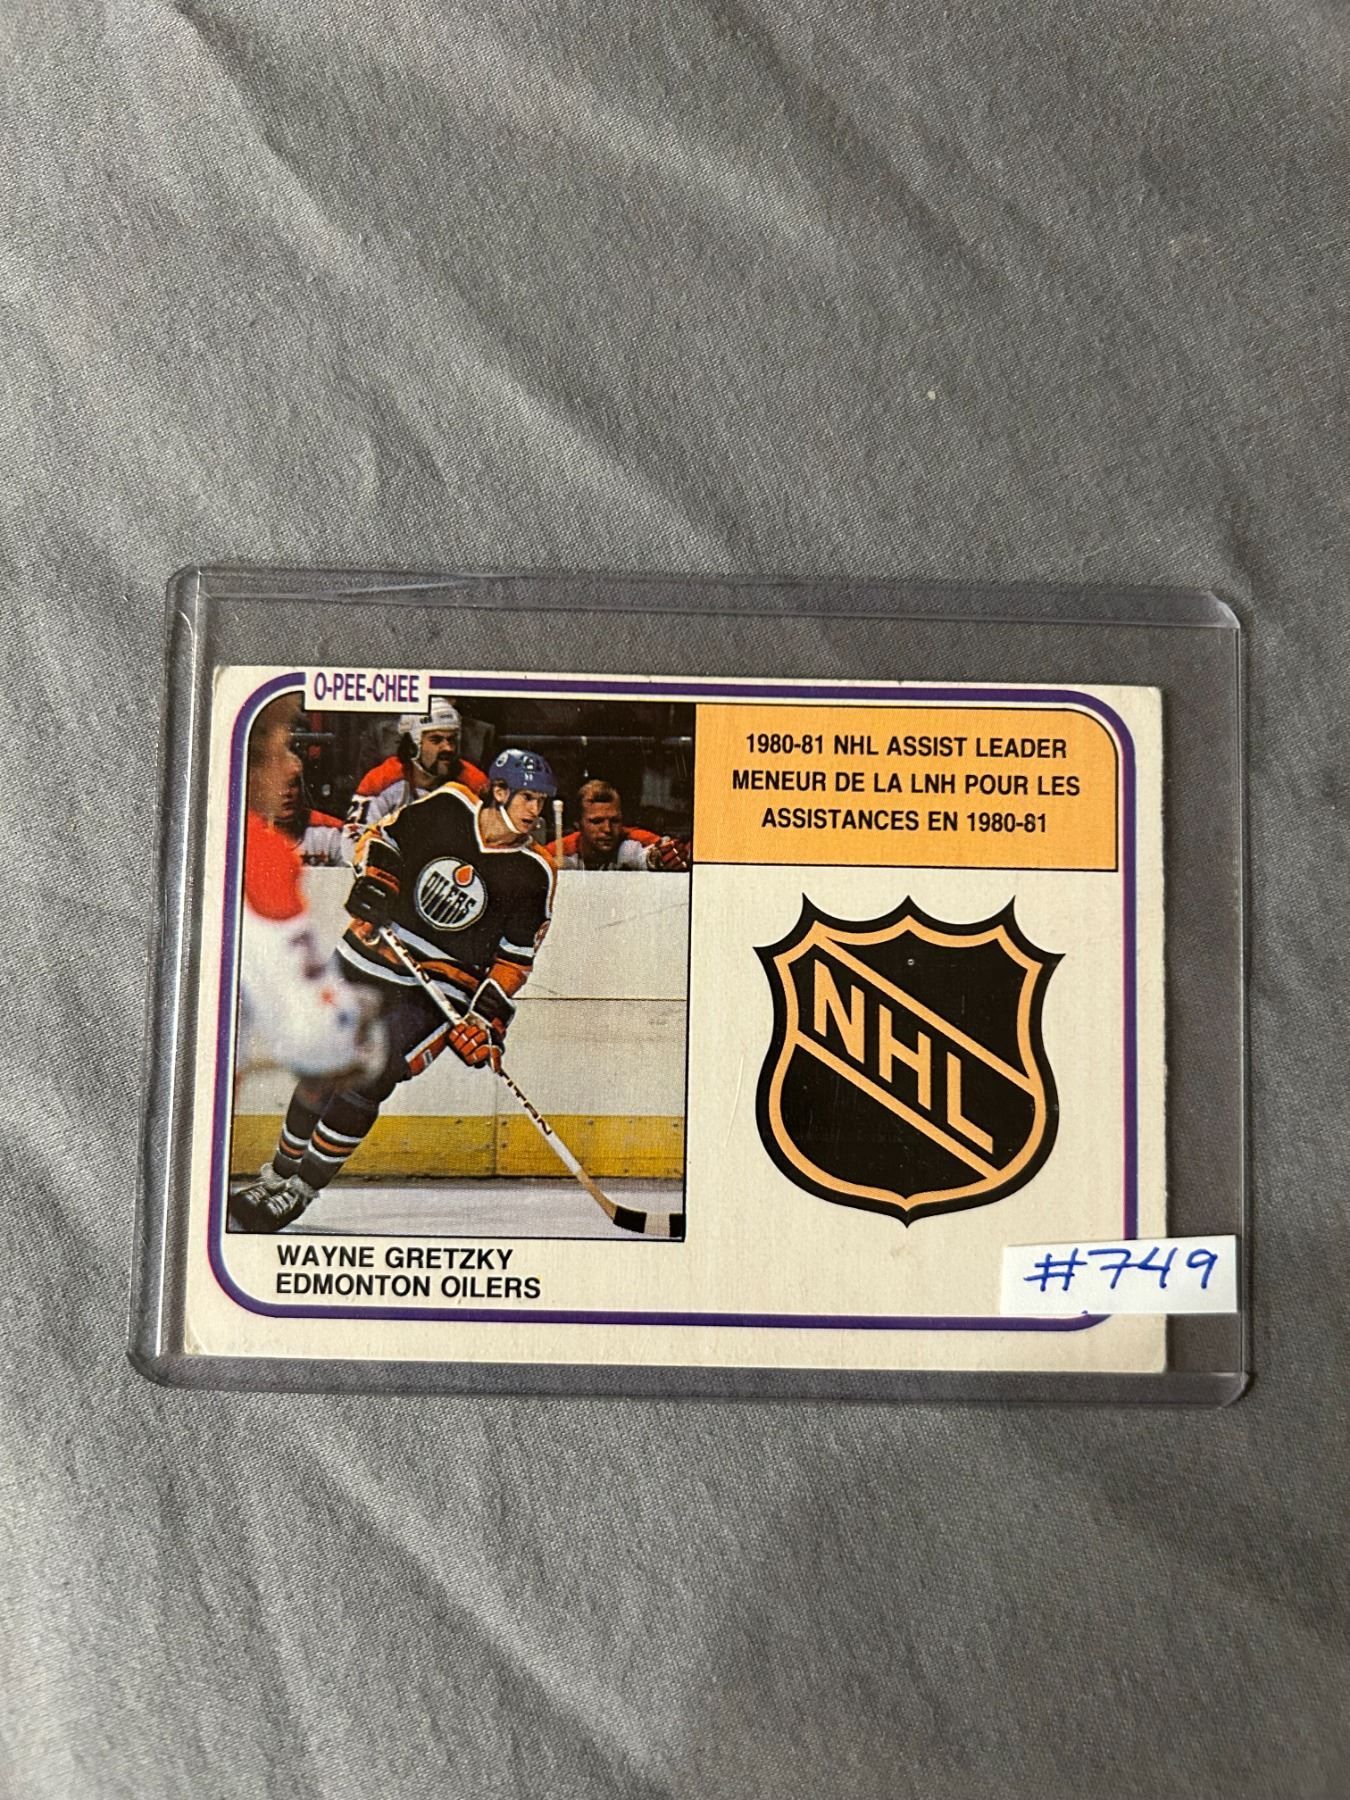 O-PEE-CHEE
1980-81 NHL ASSIST LEADER
MENEUR DE LA LNH POUR LES
ASSISTANCES EN 1980-81
OILERS
NHL
WAYNE GRETZKY
EDMONTON OILERS
#749